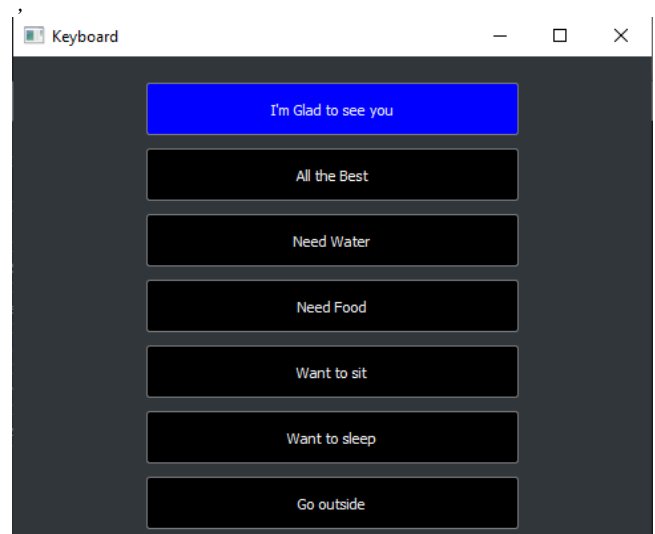 ,
Keyboard
I'm Glad to see you
All the Best
Need Water
Need Food
Want to sit
Want to sleep
Go outside